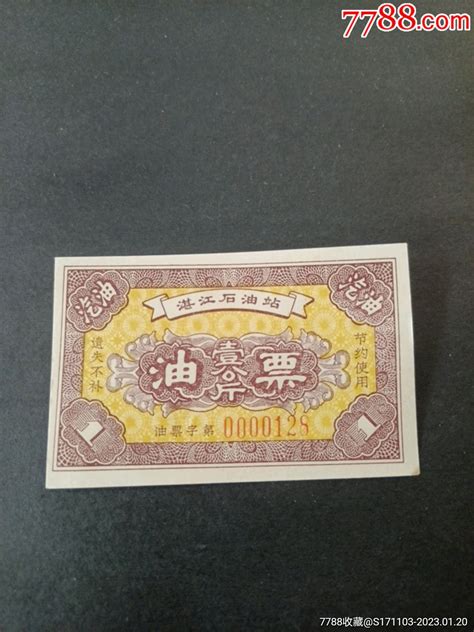 7788.com
汽油
汽油
湛江石油站
遗失不补
油壹公斤票
节约使用
油票字第 0000128
1
1
7788收藏@S171103-2023.01.20